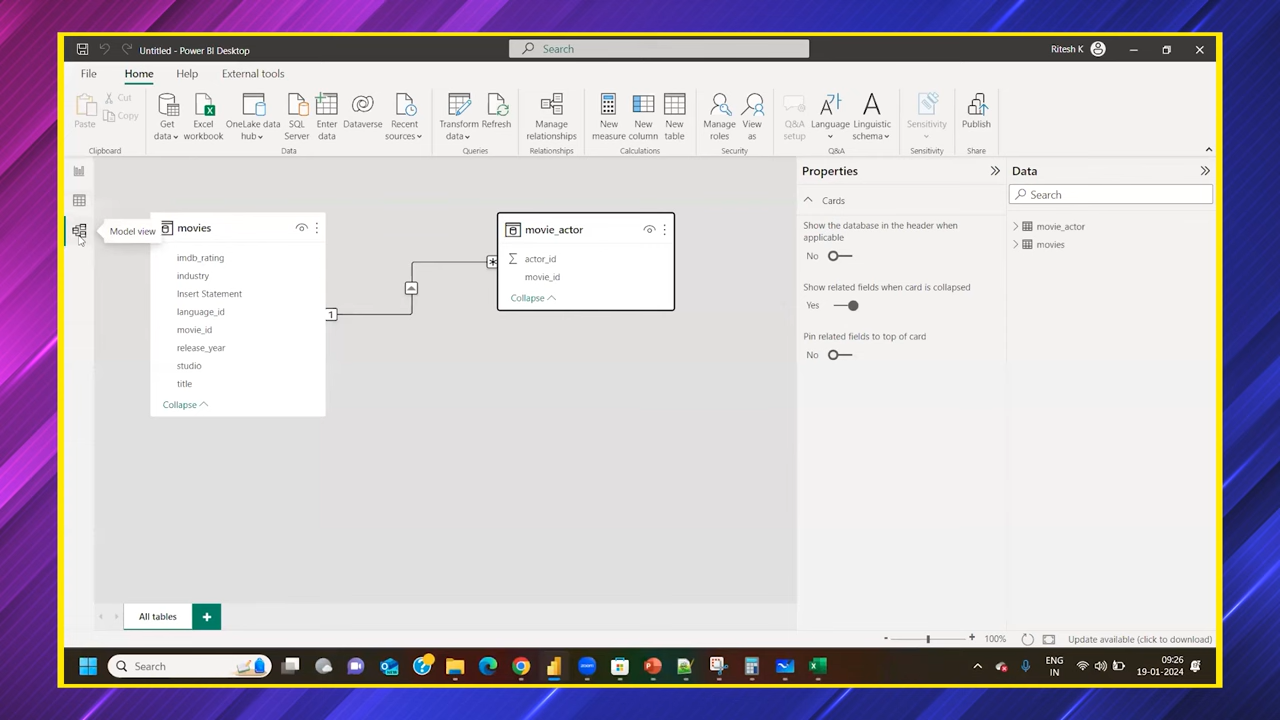 Untitled - Power BI Desktop
Search
Ritesh K
File
Home
Help
External tools
Paste
Cut
Copy
Clipboard
Get data
Excel workbook
OneLake data hub
SQL Server
Enter data
Dataverse
Recent sources
Data
Transform data
Refresh
Queries
Manage relationships
Relationships
New measure
New column
New table
Calculations
Manage roles
View as
Security
Q&A setup
Language
Linguistic schema
Q&A
Sensitivity
Sensitivity
Publish
Share
Model view
movies
imdb_rating
industry
Insert Statement
language_id
movie_id
release_year
studio
title
Collapse
1
*
movie_actor
Σ actor_id
movie_id
Collapse
Properties
Cards
Show the database in the header when
applicable
No
Show related fields when card is collapsed
Yes
Pin related fields to top of card
No
Data
Search
movie_actor
movies
All tables
+
- + 100%
Update available (click to download)
Search
ENG
IN
09:26
19-01-2024